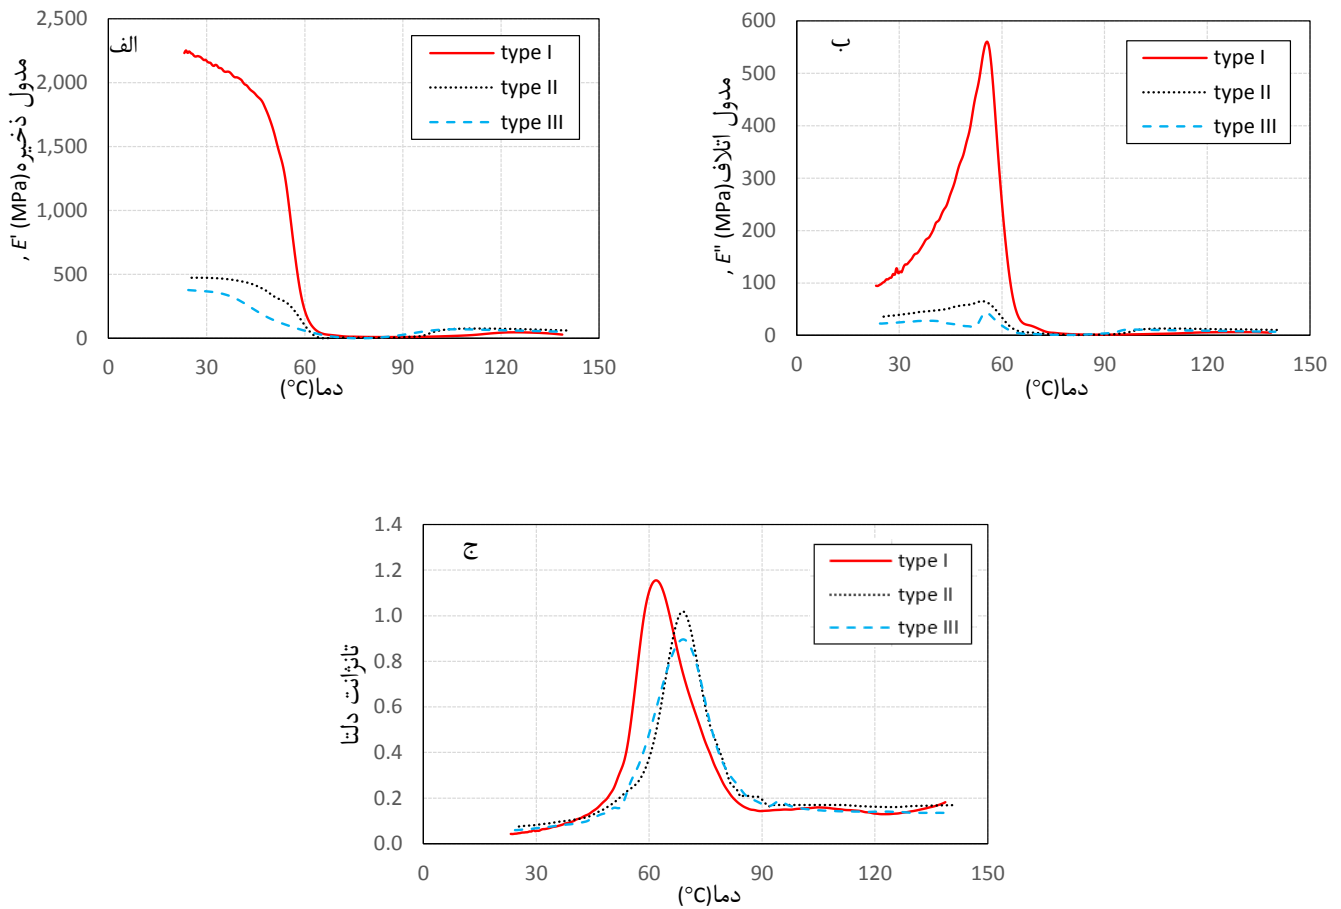 الف
مدول ذخیره(MPa) 'E ,
2,500
2,000
1,500
1,000
500
0
0 30 60 90 120 150
دما(°C)
type I
type II
type III
ب
مدول اتلاف(MPa) "E ,
600
500
400
300
200
100
0
0 30 60 90 120 150
دما(°C)
type I
type II
type III
ج
تانژانت دلتا
1.4
1.2
1.0
0.8
0.6
0.4
0.2
0.0
0 30 60 90 120 150
دما(°C)
type I
type II
type III